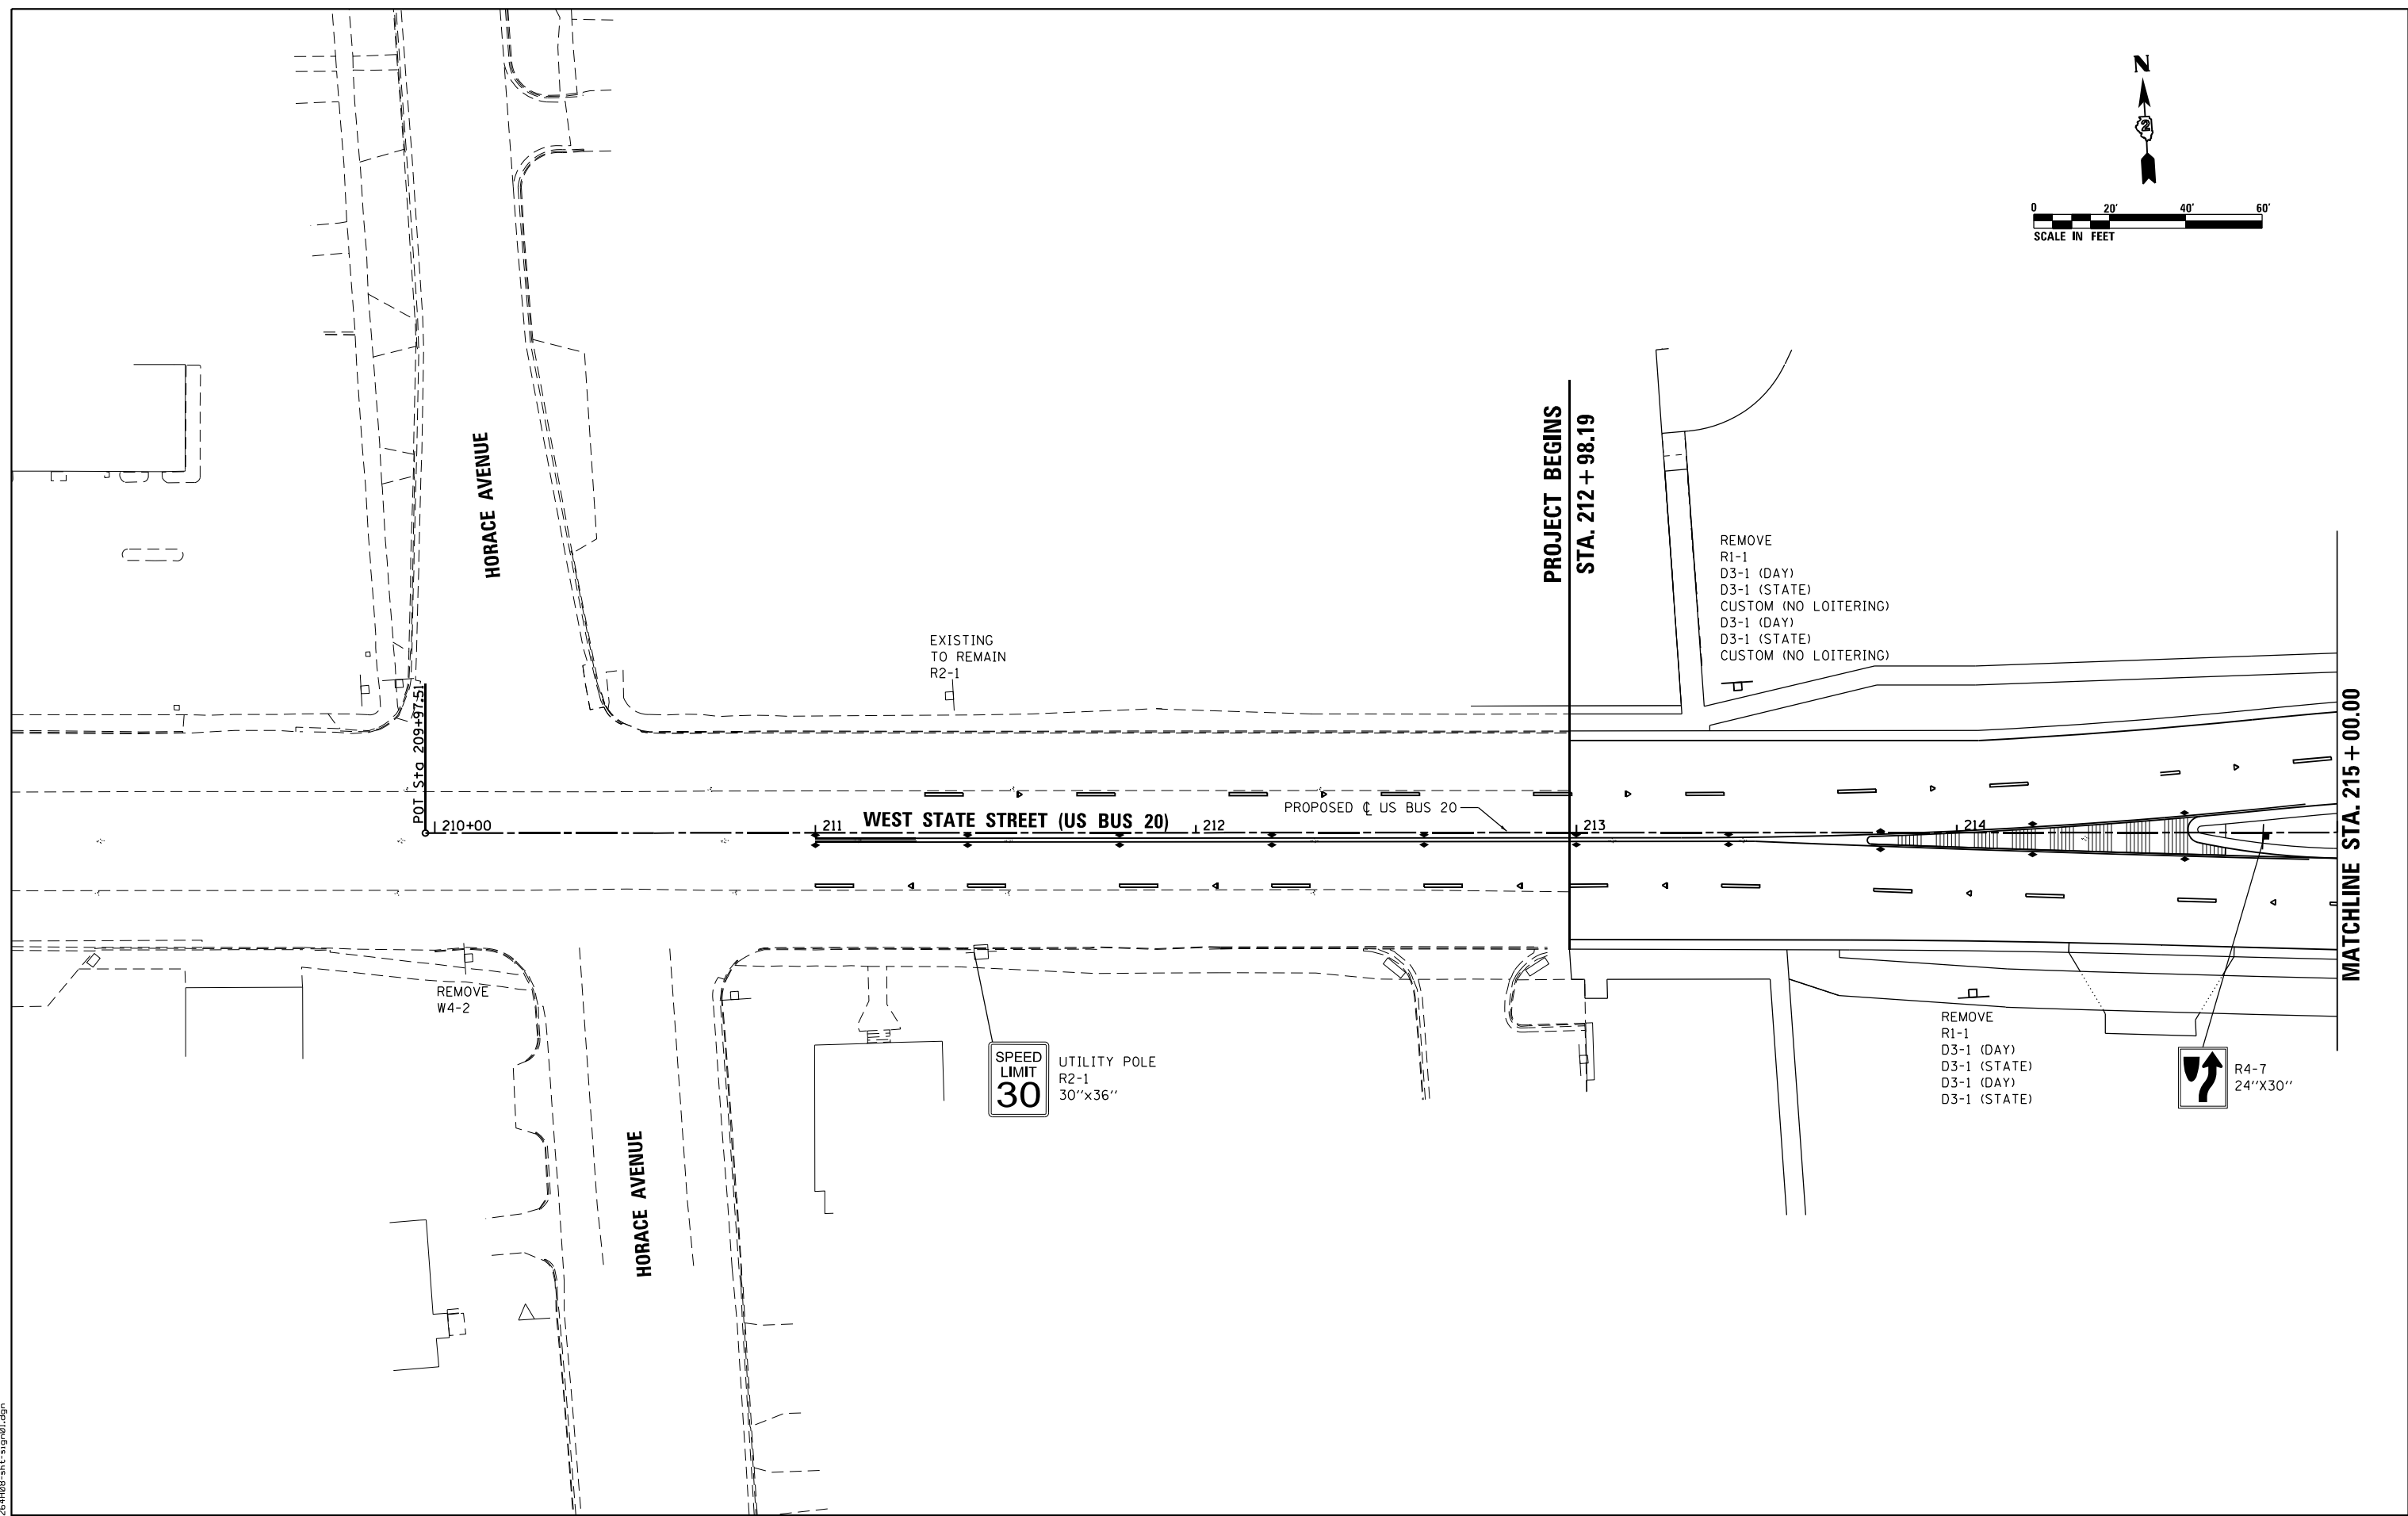 N
2
0 20' 40' 60'
SCALE IN FEET
HORACE AVENUE
PROJECT BEGINS
STA. 212 + 98.19
REMOVE
R1-1
D3-1 (DAY)
D3-1 (STATE)
CUSTOM (NO LOITERING)
D3-1 (DAY)
D3-1 (STATE)
CUSTOM (NO LOITERING)
EXISTING
TO REMAIN
R2-1
POT Sta 209+97.51
MATCHLINE STA. 215 + 00.00
PROPOSED ℄ US BUS 20
WEST STATE STREET (US BUS 20)
210+00 211 212 213 214
REMOVE
W4-2
SPEED
LIMIT
30
UTILITY POLE
R2-1
30''x36''
REMOVE
R1-1
D3-1 (DAY)
D3-1 (STATE)
D3-1 (DAY)
D3-1 (STATE)
R4-7
24''X30''
HORACE AVENUE
264H08-sht-sign01.dgn